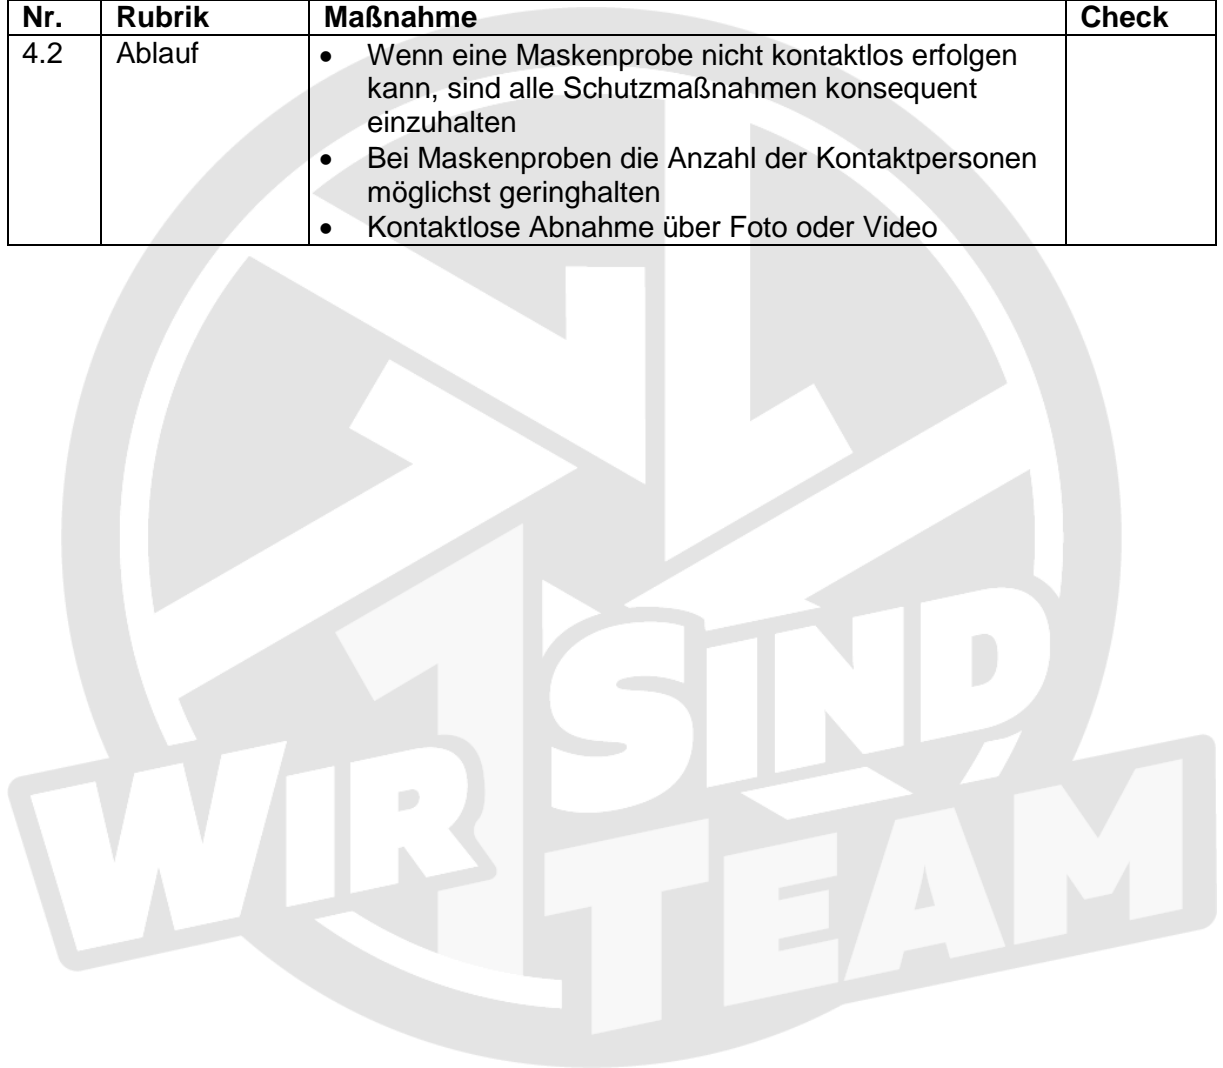 Nr. Rubrik Maßnahme Check
4.2 Ablauf • Wenn eine Maskenprobe nicht kontaktlos erfolgen
kann, sind alle Schutzmaßnahmen konsequent
einzuhalten
• Bei Maskenproben die Anzahl der Kontaktpersonen
möglichst geringhalten
• Kontaktlose Abnahme über Foto oder Video
WIR 1 SIND
TEAM